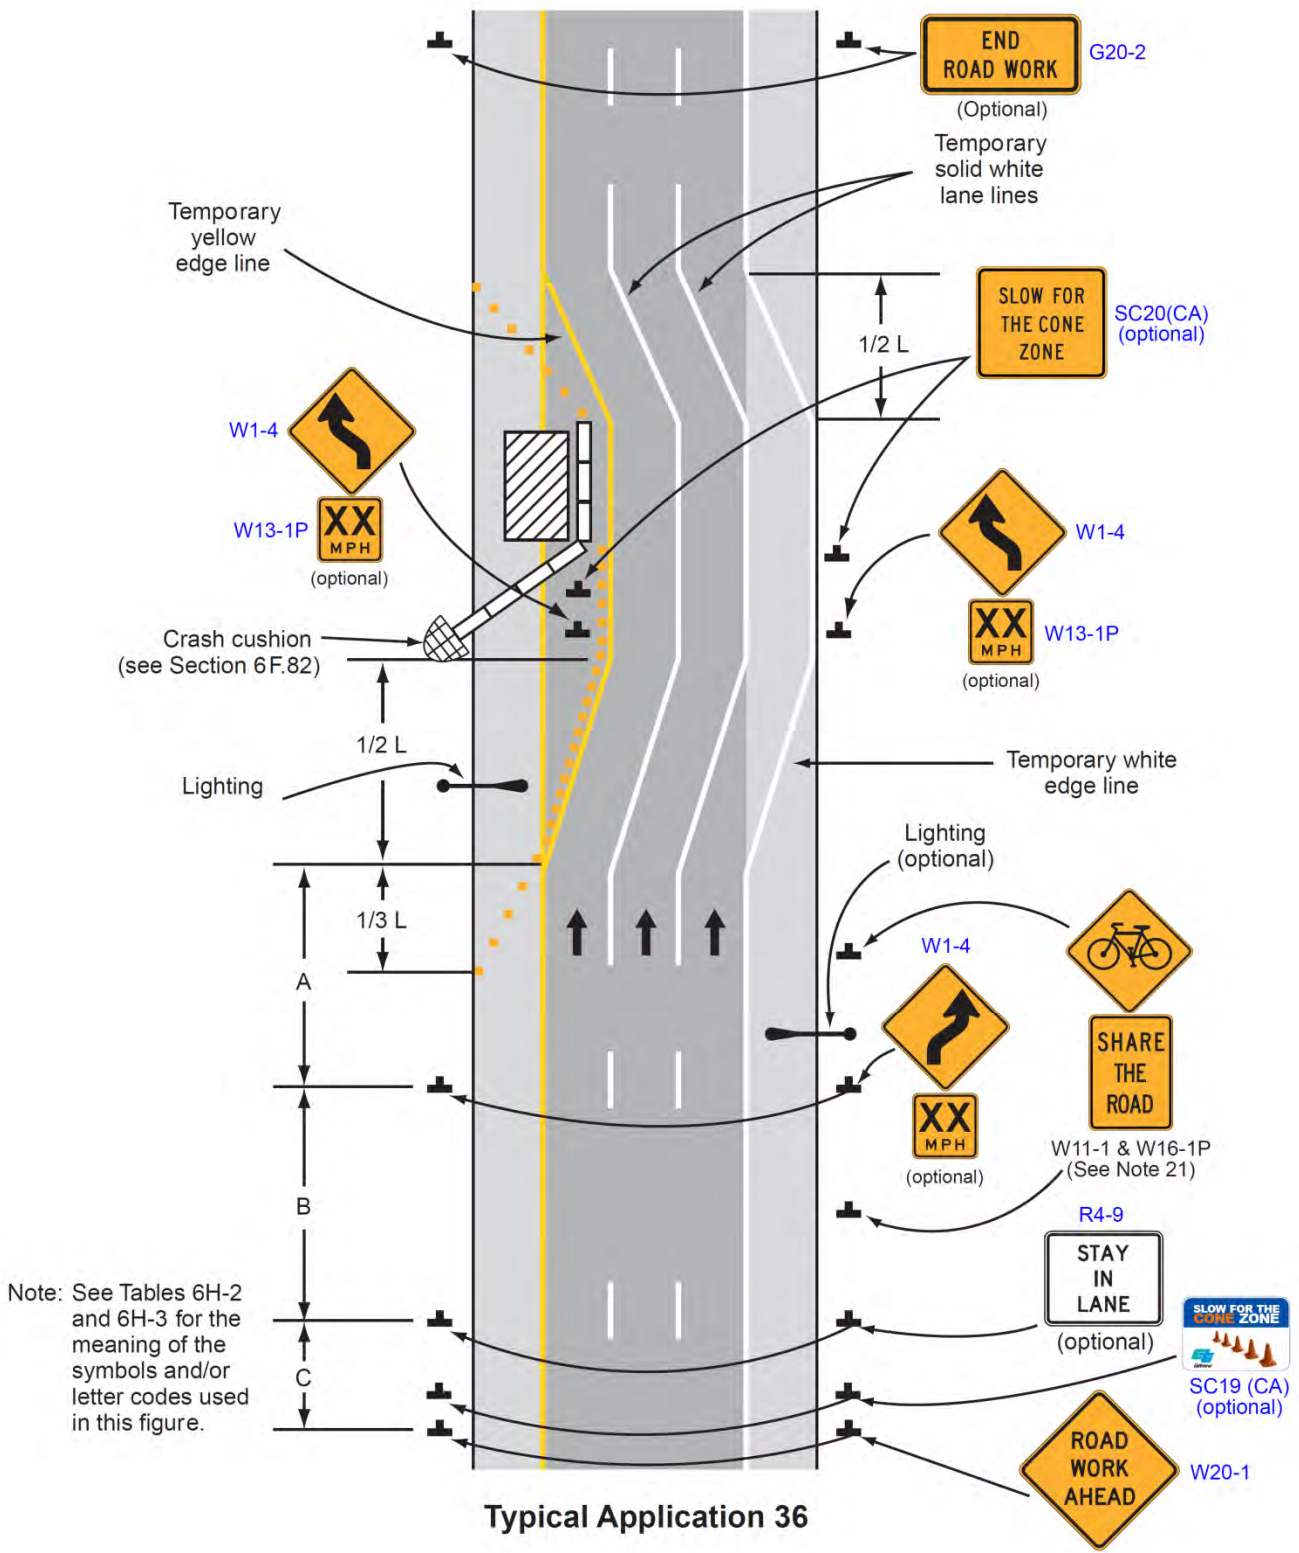 END
ROAD WORK
G20-2
(Optional)
Temporary
solid white
lane lines
Temporary
yellow
edge line
SLOW FOR
THE CONE
ZONE
SC20(CA)
(optional)
1/2 L
W1-4
XX
MPH
W13-1P
(optional)
W1-4
XX
MPH
W13-1P
(optional)
Crash cushion
(see Section 6F.82)
1/2 L
Lighting
Temporary white
edge line
Lighting
(optional)
1/3 L
A
W1-4
XX
MPH
(optional)
SHARE
THE
ROAD
W11-1 & W16-1P
(See Note 21)
B
R4-9
STAY
IN
LANE
(optional)
Note: See Tables 6H-2
and 6H-3 for the
meaning of the
symbols and/or
letter codes used
in this figure.
C
SLOW FOR THE
CONE ZONE
SC19 (CA)
(optional)
ROAD
WORK
AHEAD
W20-1
Typical Application 36